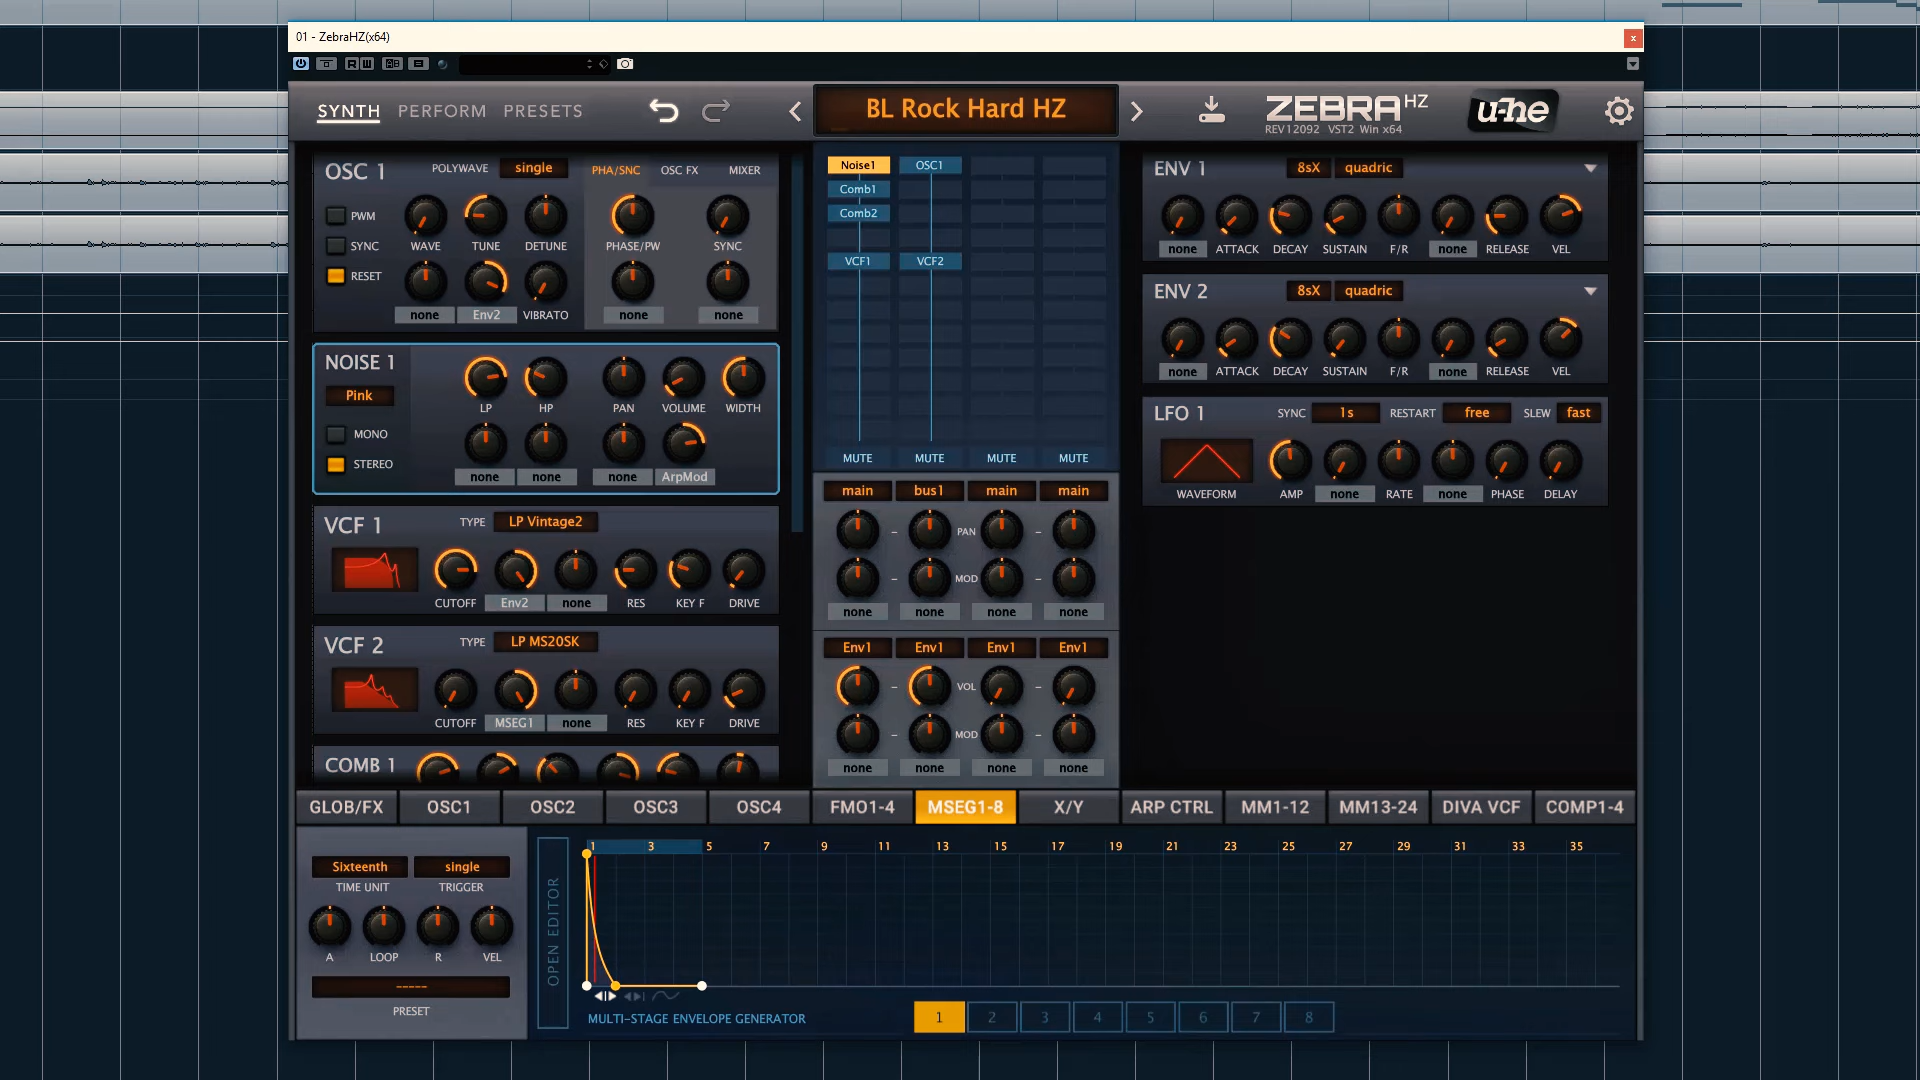 01 - ZebraHZ(x64)
R W
SYNTH PERFORM PRESETS
BL Rock Hard HZ
ZEBRA HZ
REV12092 VST2 Win x64
u-he
OSC 1
POLYWAVE single
PHA/SNC OSC FX MIXER
PWM
SYNC
RESET
WAVE TUNE DETUNE
none Env2 VIBRATO
PHASE/PW SYNC
none none
NOISE 1
Pink
MONO
STEREO
LP HP PAN VOLUME WIDTH
none none none ArpMod
VCF 1
TYPE LP Vintage2
CUTOFF Env2 none RES KEY F DRIVE
VCF 2
TYPE LP MS20SK
CUTOFF MSEG1 none RES KEY F DRIVE
COMB 1
Noise1 OSC1
Comb1
Comb2
VCF1 VCF2
MUTE MUTE MUTE MUTE
main bus1 main main
PAN
MOD
none none none none
Env1 Env1 Env1 Env1
VOL
MOD
none none none none
ENV 1
8sX quadric
none ATTACK DECAY SUSTAIN F/R none RELEASE VEL
ENV 2
8sX quadric
none ATTACK DECAY SUSTAIN F/R none RELEASE VEL
LFO 1
SYNC 1s RESTART free SLEW fast
WAVEFORM AMP none RATE none PHASE DELAY
GLOB/FX OSC1 OSC2 OSC3 OSC4 FMO1-4 MSEG1-8 X/Y ARP CTRL MM1-12 MM13-24 DIVA VCF COMP1-4
Sixteenth single
TIME UNIT TRIGGER
A LOOP R VEL
-----
PRESET
OPEN EDITOR
1 3 5 7 9 11 13 15 17 19 21 23 25 27 29 31 33 35
MULTI-STAGE ENVELOPE GENERATOR
1 2 3 4 5 6 7 8